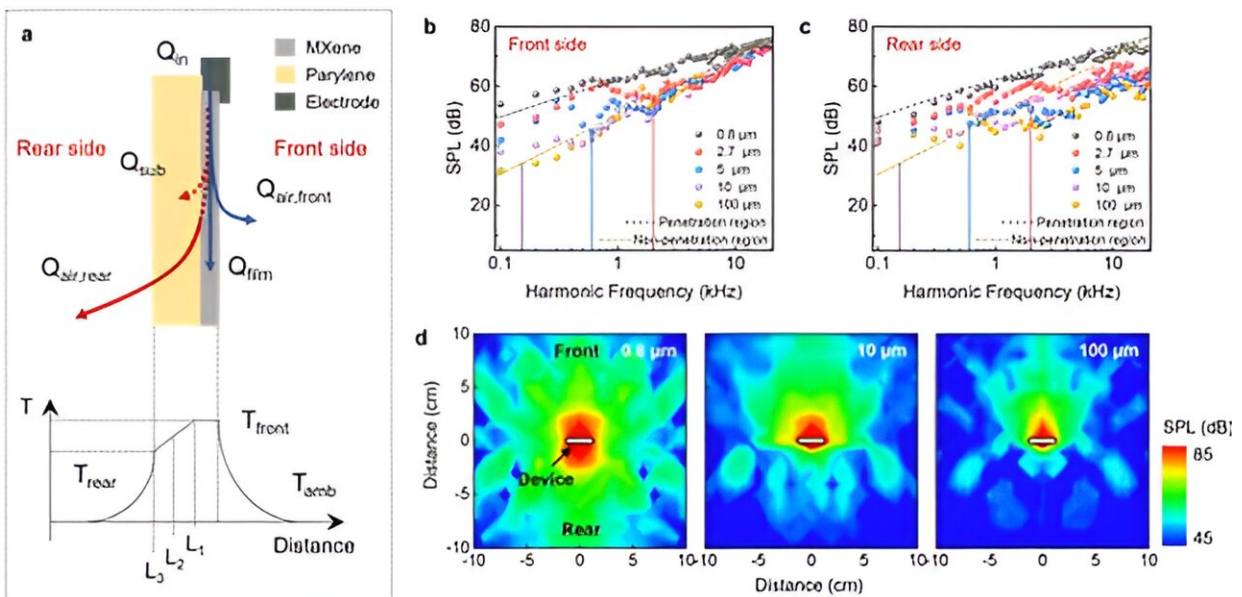 a
Q_in
MXene
Parylene
Electrode
Rear side
Front side
Q_sub
Q_air,front
Q_air,rear
Q_film
T
T_front
T_rear
T_amb
L_1
Distance
L_2
L_3
b
80
60
40
20
SPL (dB)
Front side
0.8 μm
2.7 μm
5 μm
10 μm
100 μm
Penetration region
Non-penetration region
0.1
1
10
Harmonic Frequency (kHz)
c
80
60
40
20
SPL (dB)
Rear side
0.8 μm
2.7 μm
5 μm
10 μm
100 μm
Penetration region
Non-penetration region
0.1
1
10
Harmonic Frequency (kHz)
d
10
5
0
-5
-10
Distance (cm)
Front
0.8 μm
Device
Rear
10 μm
100 μm
SPL (dB)
85
45
-10 -5 0 5 10
-10 -5 0 5 10
-10 -5 0 5 10
Distance (cm)